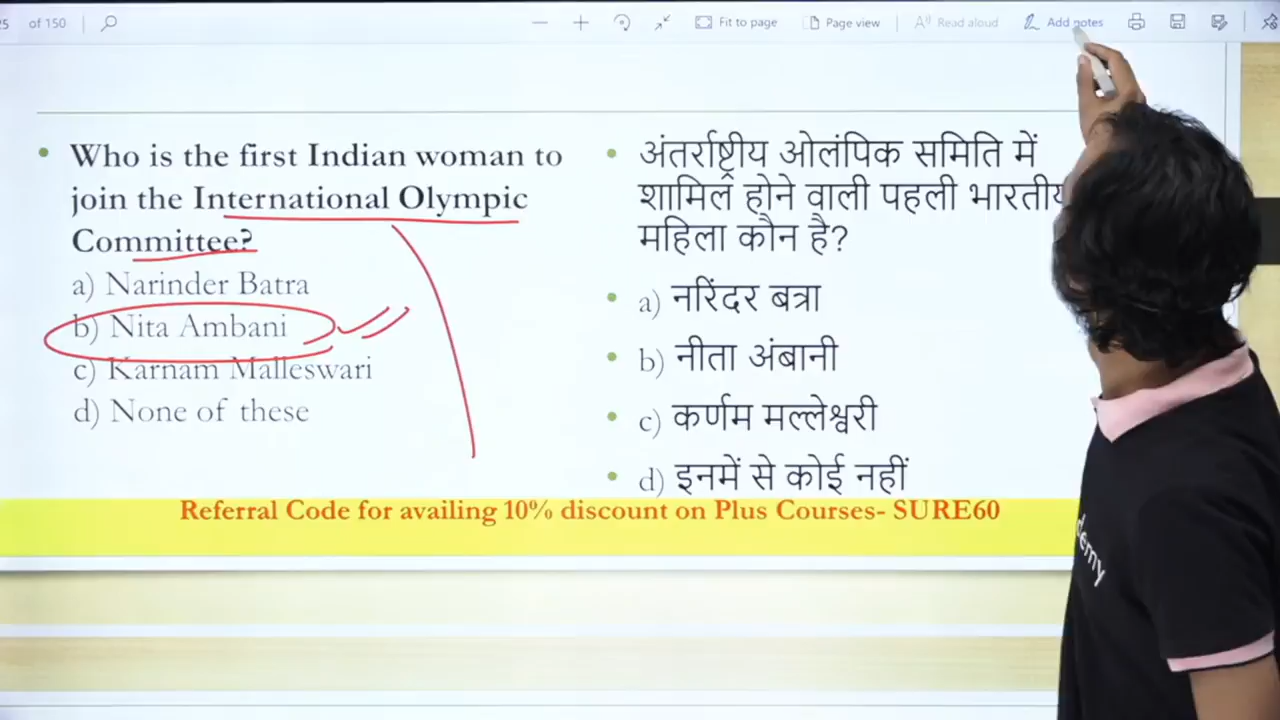 of 150
Fit to page
Page view
Read aloud
Add notes
Who is the first Indian woman to
join the International Olympic
Committee?
a) Narinder Batra
b) Nita Ambani
c) Karnam Malleswari
d) None of these
अंतर्राष्ट्रीय ओलंपिक समिति में
शामिल होने वाली पहली भारतीय
महिला कौन है?
a) नरिंदर बत्रा
b) नीता अंबानी
c) कर्णम मल्लेश्वरी
d) इनमें से कोई नहीं
Referral Code for availing 10% discount on Plus Courses- SURE60